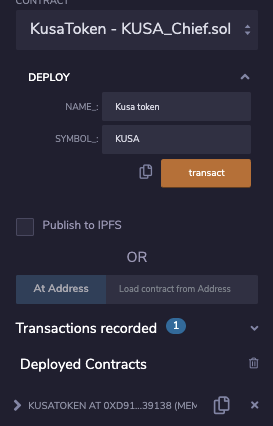 CONTRACT
KusaToken - KUSA_Chief.sol
DEPLOY
NAME_: Kusa token
SYMBOL_: KUSA
transact
Publish to IPFS
OR
At Address Load contract from Address
Transactions recorded 1
Deployed Contracts
KUSATOKEN AT 0XD91...39138 (MEM